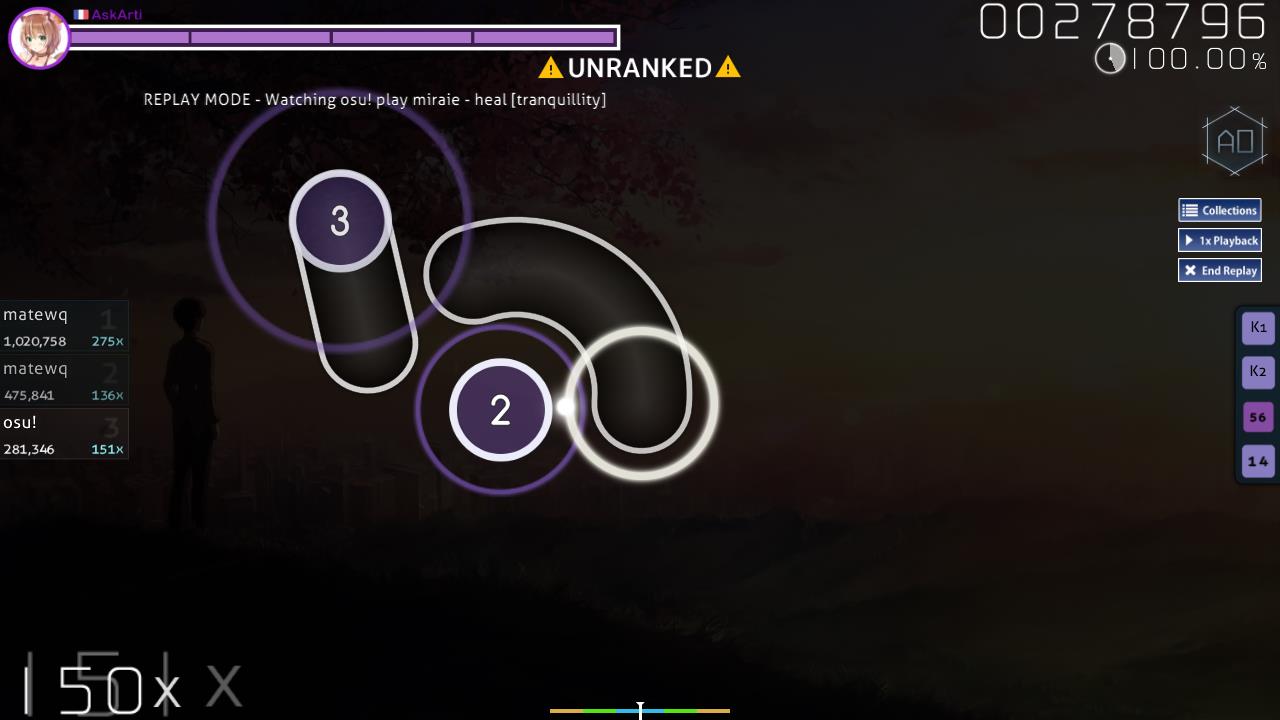 AskArti
00278796
100.00%
UNRANKED
REPLAY MODE - Watching osu! play miraie - heal [tranquillity]
AO
Collections
1x Playback
End Replay
3
2
matewq 1
1,020,758 275x
matewq 2
475,841 136x
osu! 3
281,346 151x
K1
K2
56
14
150x